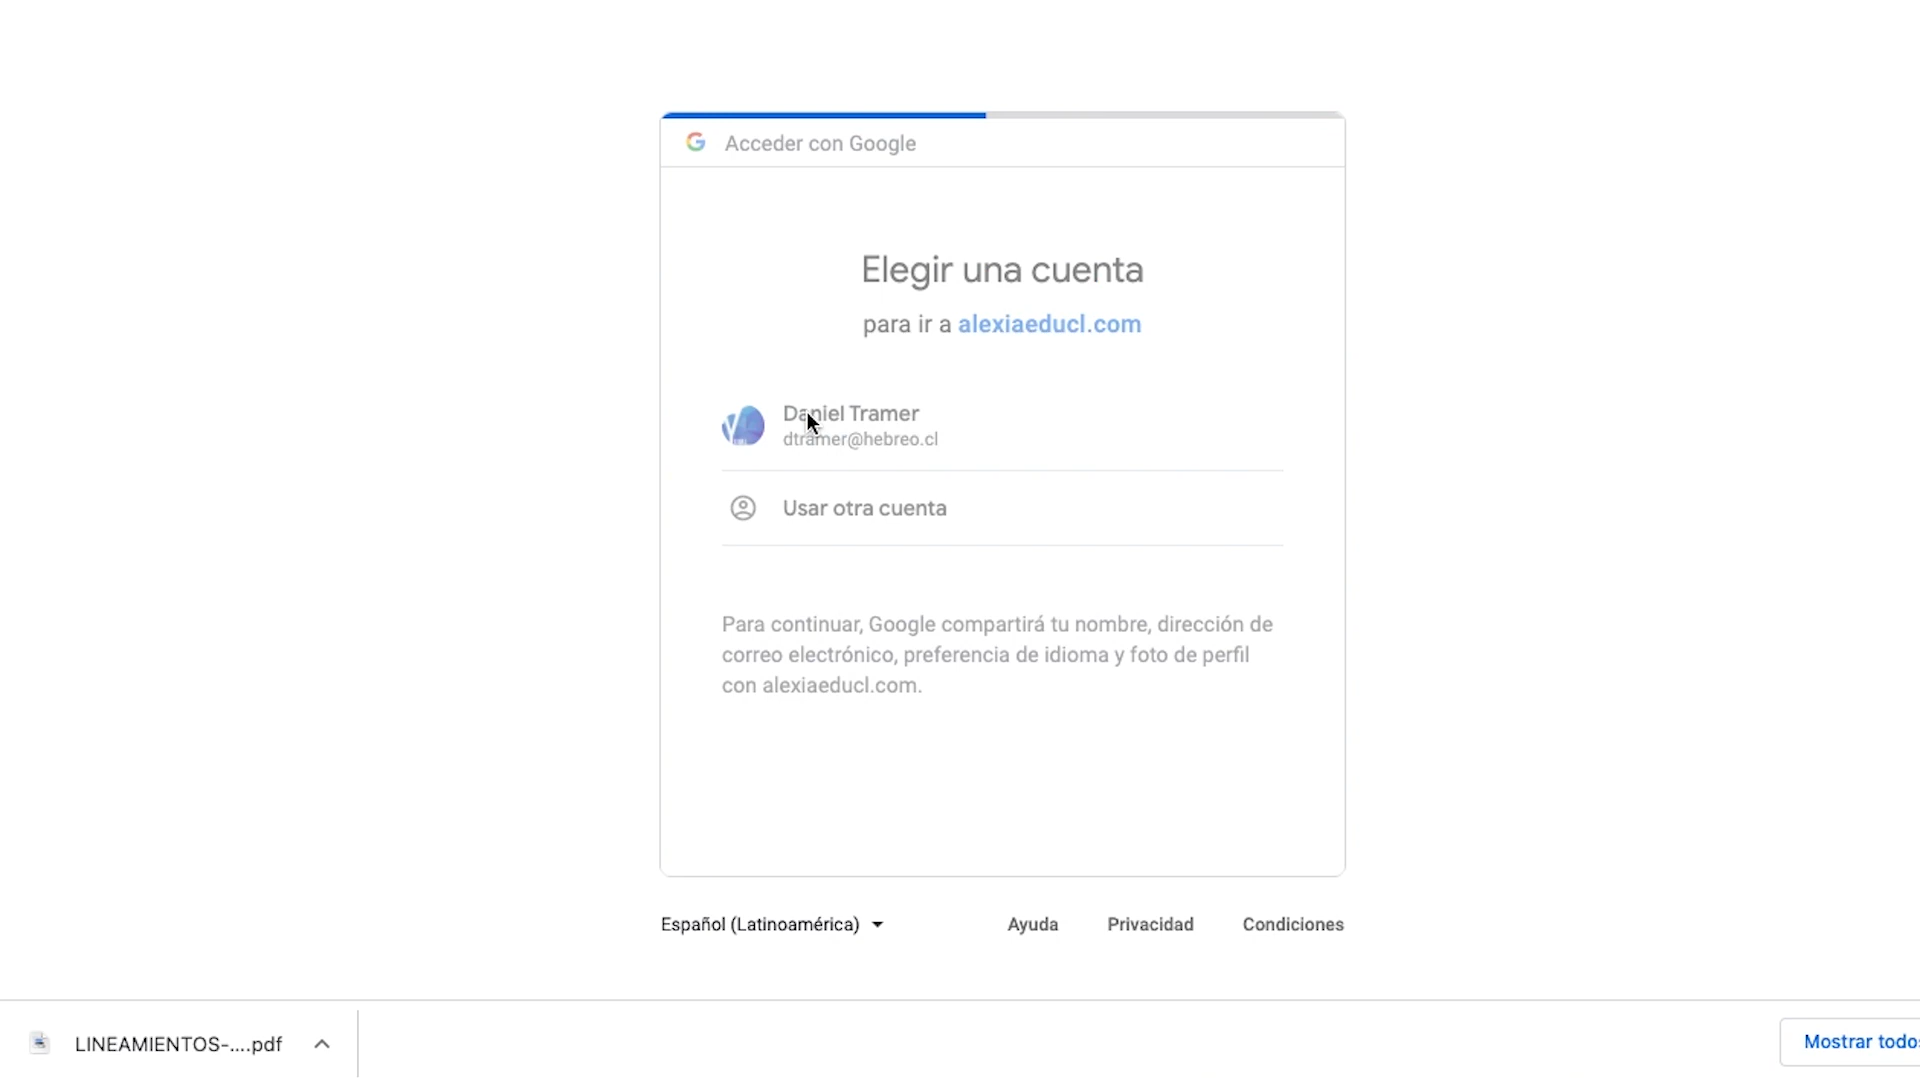 Acceder con Google
Elegir una cuenta
para ir a alexiaeducl.com
Daniel Tramer
dtramer@hebreo.cl
Usar otra cuenta
Para continuar, Google compartirá tu nombre, dirección de
correo electrónico, preferencia de idioma y foto de perfil
con alexiaeducl.com.
Español (Latinoamérica)
Ayuda
Privacidad
Condiciones
LINEAMIENTOS-....pdf
Mostrar todos